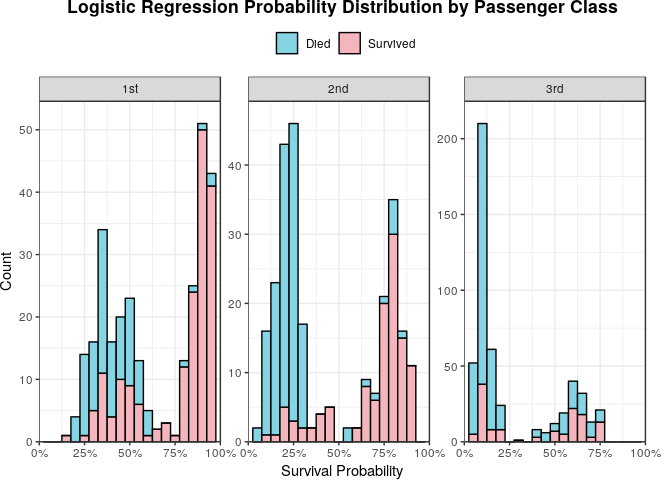 Logistic Regression Probability Distribution by Passenger Class
Died Survived
1st 2nd 3rd
Count
50
40
30
20
10
0
40
30
20
10
0
200
150
100
50
0
0% 25% 50% 75% 100% 0% 25% 50% 75% 100% 0% 25% 50% 75% 100%
Survival Probability